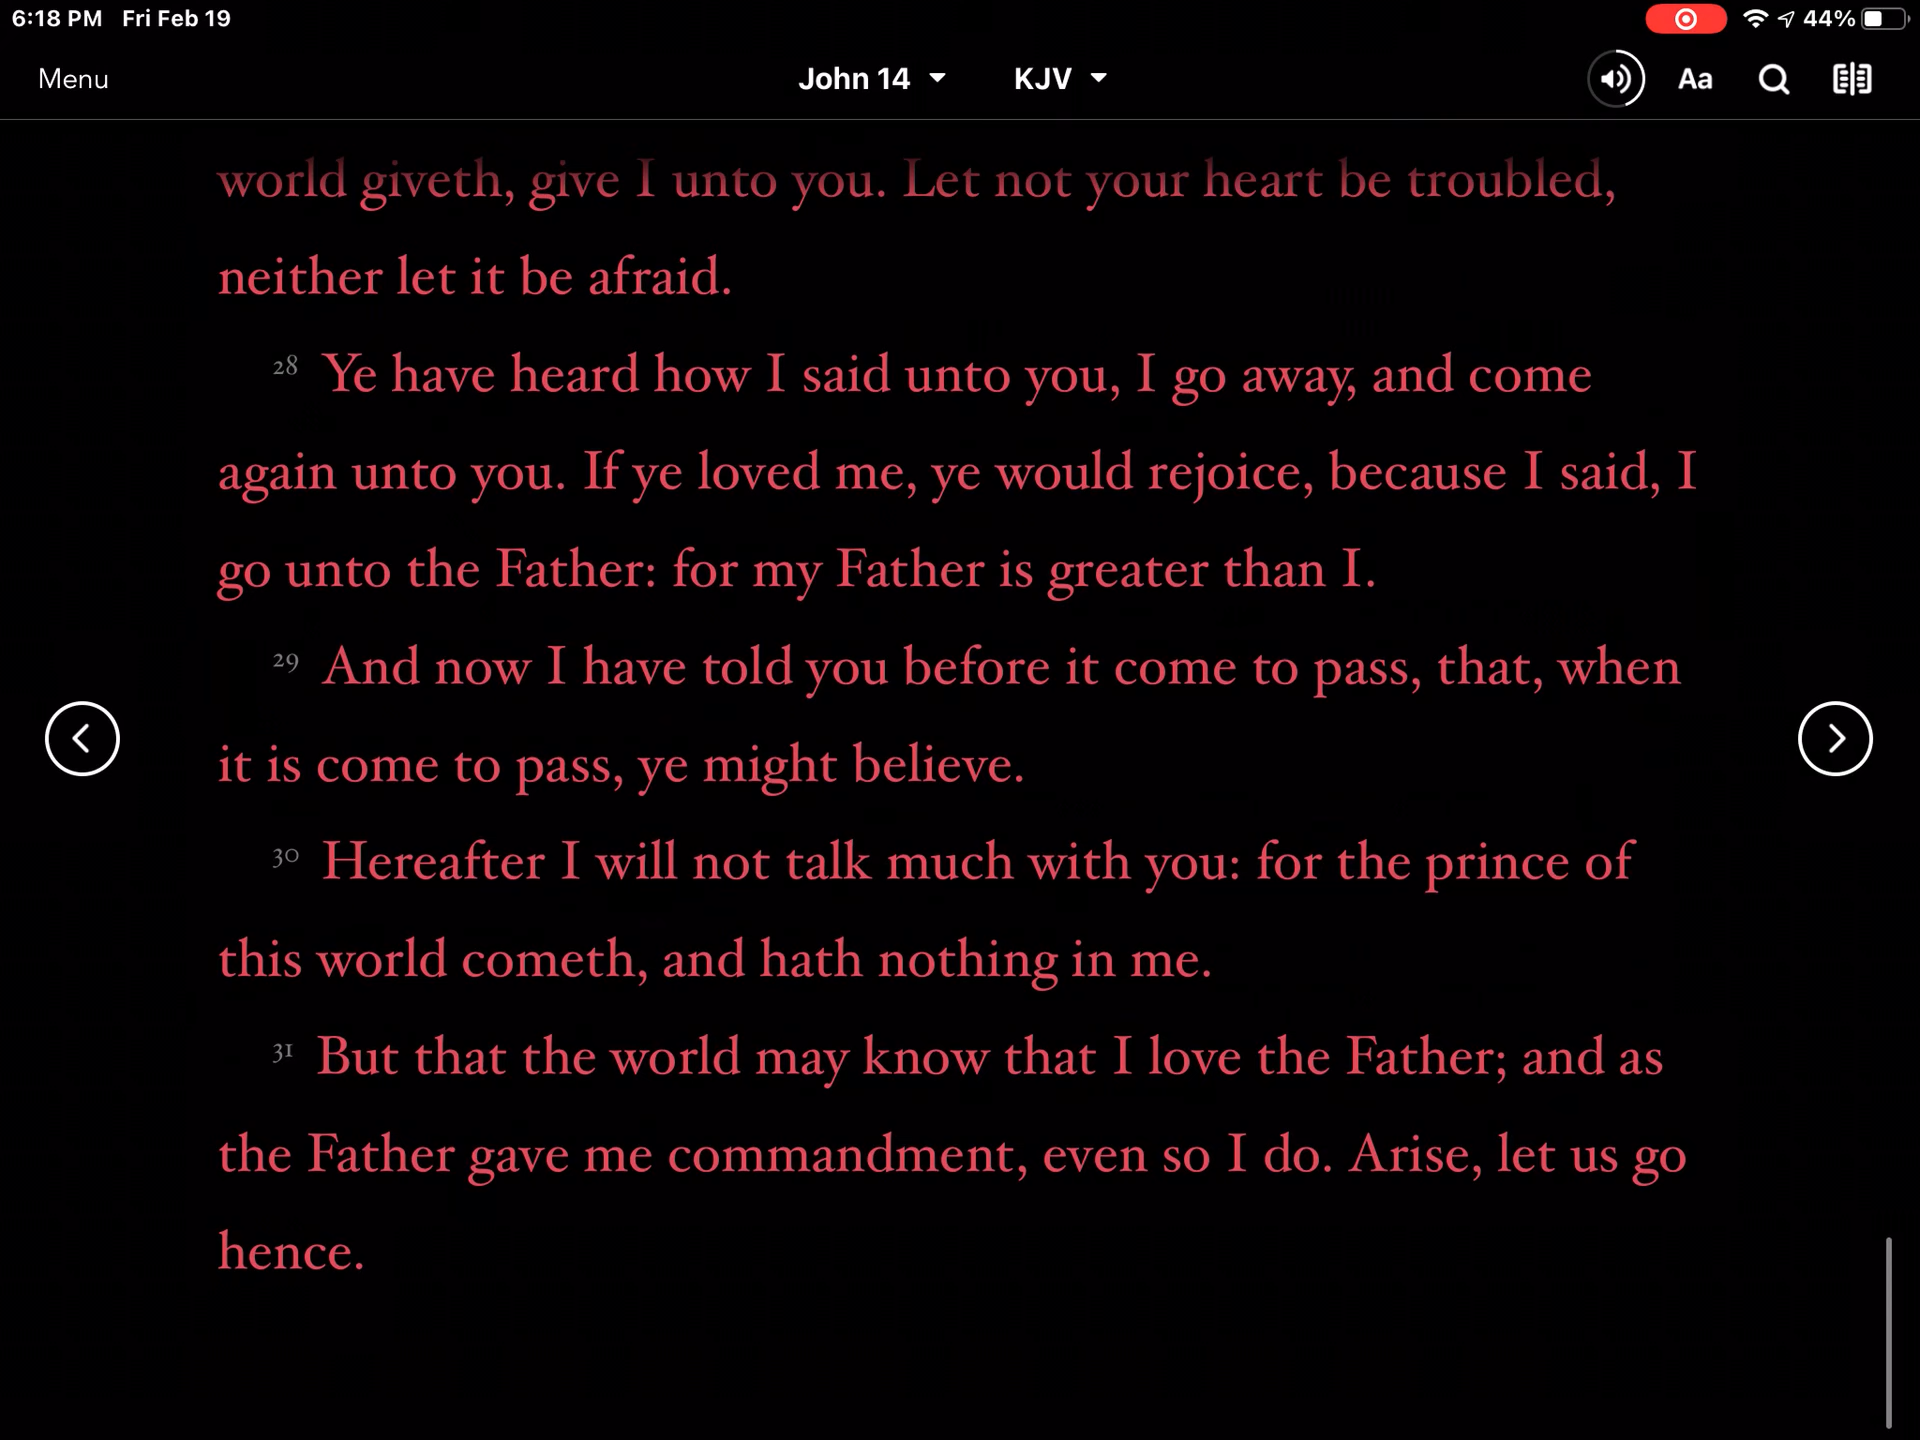 6:18 PM Fri Feb 19 44%
Menu John 14 KJV Aa
world giveth, give I unto you. Let not your heart be troubled,
neither let it be afraid.
28 Ye have heard how I said unto you, I go away, and come
again unto you. If ye loved me, ye would rejoice, because I said, I
go unto the Father: for my Father is greater than I.
29 And now I have told you before it come to pass, that, when
it is come to pass, ye might believe.
30 Hereafter I will not talk much with you: for the prince of
this world cometh, and hath nothing in me.
31 But that the world may know that I love the Father; and as
the Father gave me commandment, even so I do. Arise, let us go
hence.